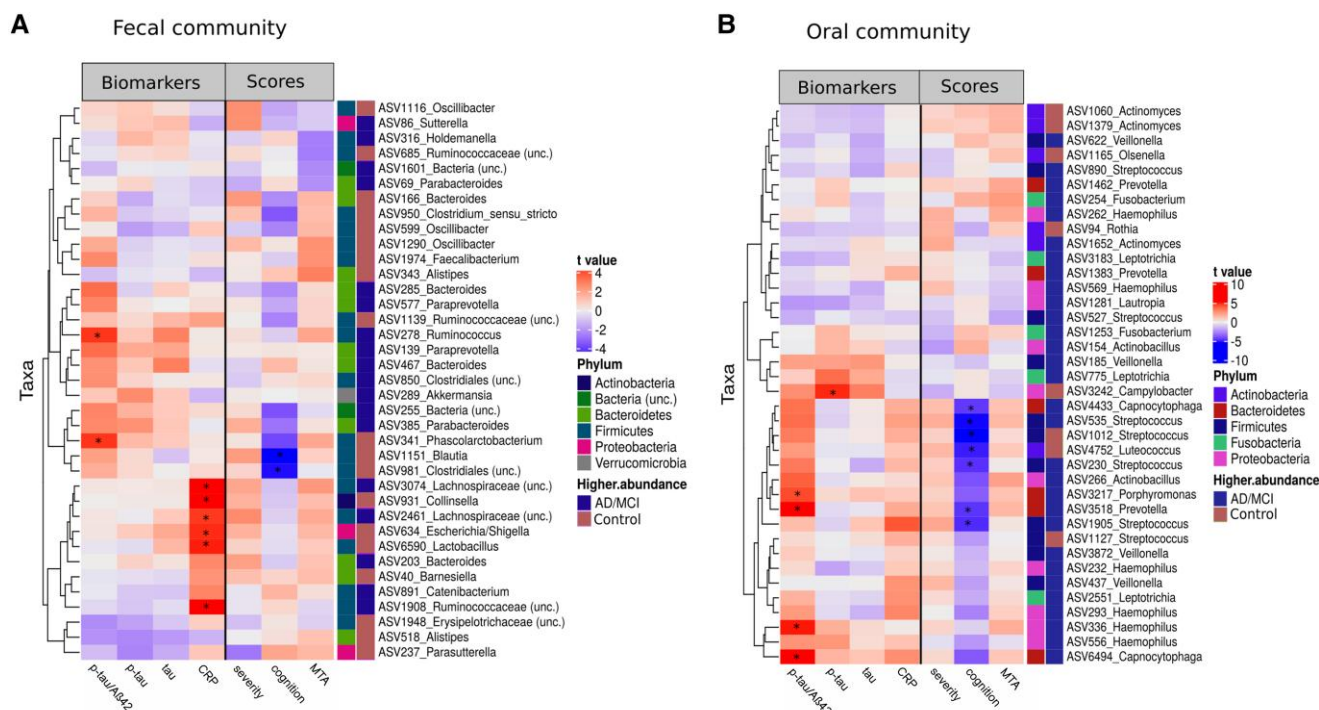 A
Fecal community
Biomarkers
Scores
Taxa
ASV1116_Oscillibacter
ASV86_Sutterella
ASV316_Holdemanella
ASV685_Ruminococcaceae (unc.)
ASV1601_Bacteria (unc.)
ASV69_Parabacteroides
ASV166_Bacteroides
ASV950_Clostridium_sensu_stricto
ASV599_Oscillibacter
ASV1290_Oscillibacter
ASV1974_Faecalibacterium
ASV343_Alistipes
ASV285_Bacteroides
ASV577_Paraprevotella
ASV1139_Ruminococcaceae (unc.)
ASV278_Ruminococcus
*
ASV139_Paraprevotella
ASV467_Bacteroides
ASV850_Clostridiales (unc.)
ASV289_Akkermansia
ASV255_Bacteria (unc.)
ASV385_Parabacteroides
ASV341_Phascolarctobacterium
*
ASV1151_Blautia
*
ASV981_Clostridiales (unc.)
*
ASV3074_Lachnospiraceae (unc.)
*
ASV931_Collinsella
*
ASV2461_Lachnospiraceae (unc.)
*
ASV634_Escherichia/Shigella
*
ASV6590_Lactobacillus
*
ASV203_Bacteroides
ASV40_Barnesiella
ASV891_Catenibacterium
ASV1908_Ruminococcaceae (unc.)
*
ASV1948_Erysipelotrichaceae (unc.)
ASV518_Alistipes
ASV237_Parasutterella
p-tau/Aß42
p-tau
tau
CRP
severity
cognition
MTA
t value
4
2
0
-2
-4
Phylum
Actinobacteria
Bacteria (unc.)
Bacteroidetes
Firmicutes
Proteobacteria
Verrucomicrobia
Higher.abundance
AD/MCI
Control
B
Oral community
Biomarkers
Scores
Taxa
ASV1060_Actinomyces
ASV1379_Actinomyces
ASV622_Veillonella
ASV1165_Olsenella
ASV890_Streptococcus
ASV1462_Prevotella
ASV254_Fusobacterium
ASV262_Haemophilus
ASV94_Rothia
ASV1652_Actinomyces
ASV3183_Leptotrichia
ASV1383_Prevotella
ASV569_Haemophilus
ASV1281_Lautropia
ASV527_Streptococcus
ASV1253_Fusobacterium
ASV154_Actinobacillus
ASV185_Veillonella
ASV775_Leptotrichia
ASV3242_Campylobacter
*
ASV4433_Capnocytophaga
*
ASV535_Streptococcus
*
ASV1012_Streptococcus
*
ASV4752_Luteococcus
*
ASV230_Streptococcus
*
ASV266_Actinobacillus
ASV3217_Porphyromonas
*
ASV3518_Prevotella
* *
ASV1905_Streptococcus
*
ASV1127_Streptococcus
ASV3872_Veillonella
ASV232_Haemophilus
ASV437_Veillonella
ASV2551_Leptotrichia
ASV293_Haemophilus
ASV336_Haemophilus
*
ASV556_Haemophilus
ASV6494_Capnocytophaga
*
p-tau/Aß42
p-tau
tau
CRP
severity
cognition
MTA
t value
10
5
0
-5
-10
Phylum
Actinobacteria
Bacteroidetes
Firmicutes
Fusobacteria
Proteobacteria
Higher.abundance
AD/MCI
Control